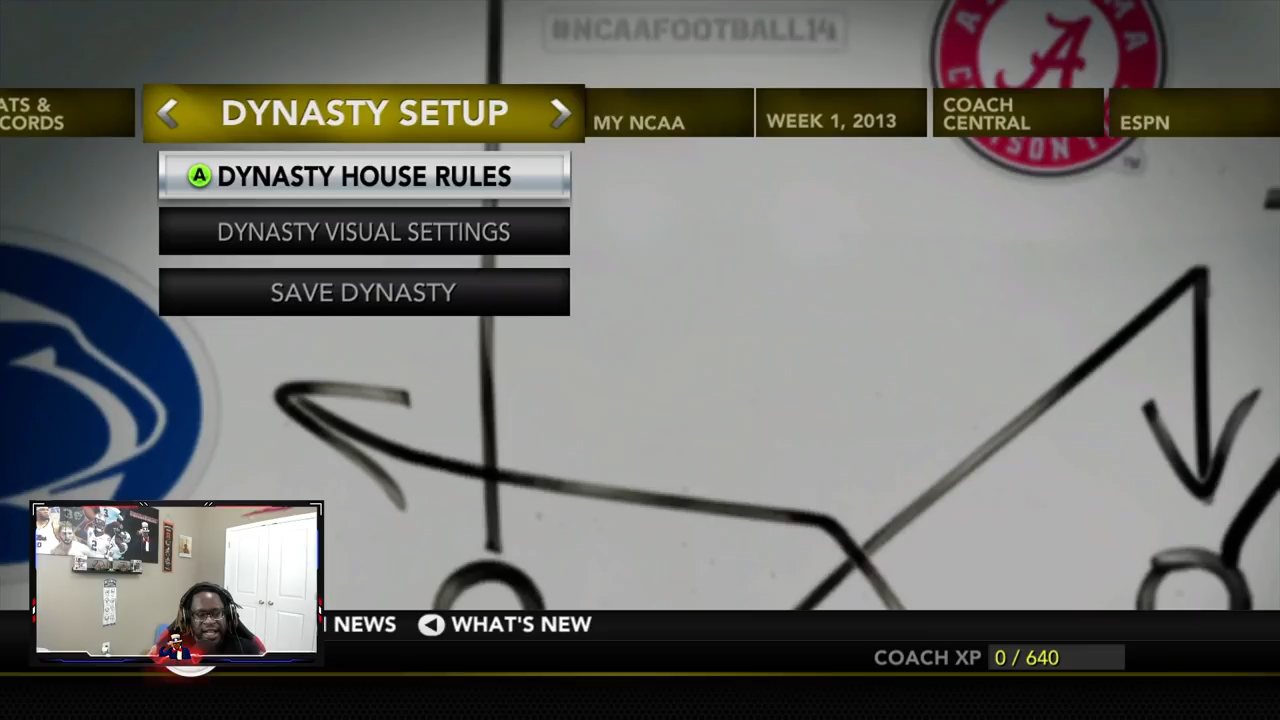 #NCAAFOOTBALL14
ATS &
CORDS
DYNASTY SETUP
MY NCAA
WEEK 1, 2013
COACH
CENTRAL
ESPN
A DYNASTY HOUSE RULES
DYNASTY VISUAL SETTINGS
SAVE DYNASTY
NEWS
WHAT'S NEW
COACH XP 0 / 640